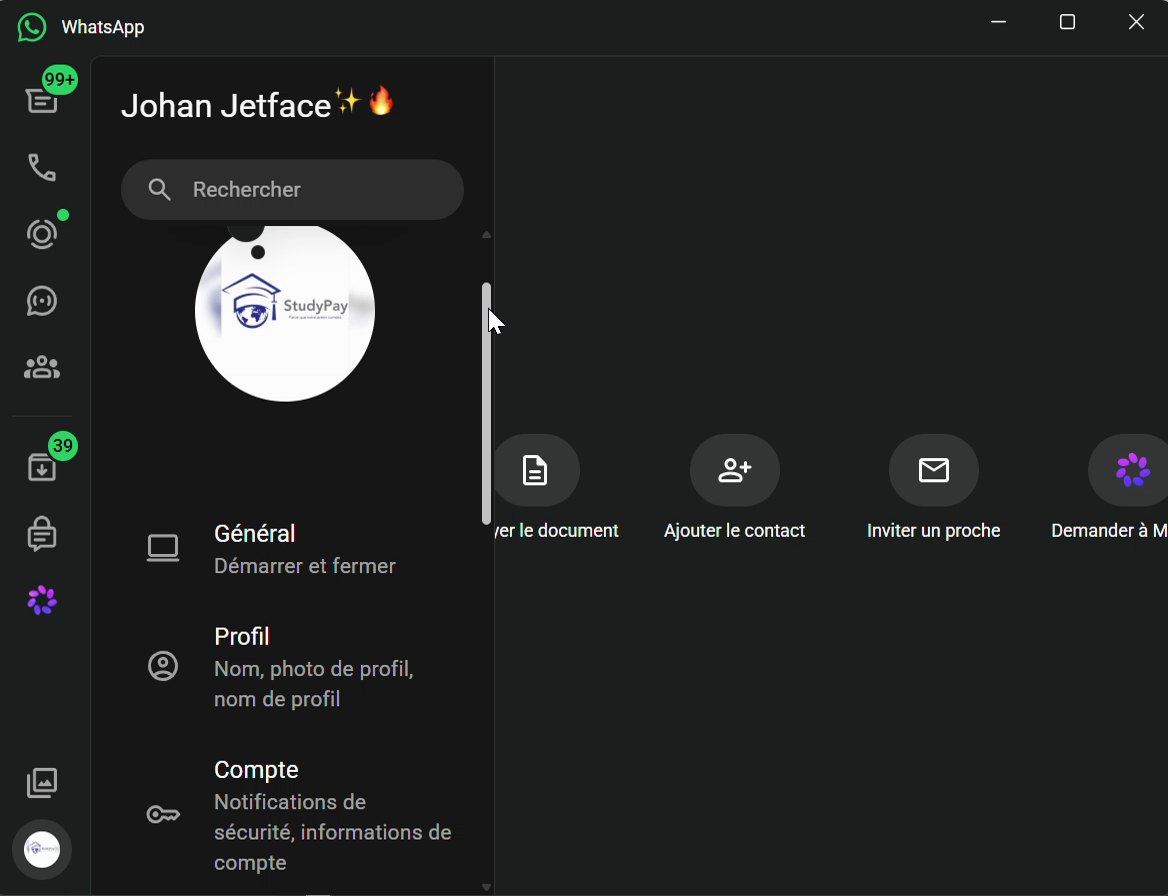 WhatsApp
99+
Johan Jetface✨🔥
Rechercher
StudyPay
Général
Démarrer et fermer
Profil
Nom, photo de profil,
nom de profil
Compte
Notifications de
sécurité, informations de
compte
39
yer le document
Ajouter le contact
Inviter un proche
Demander à M